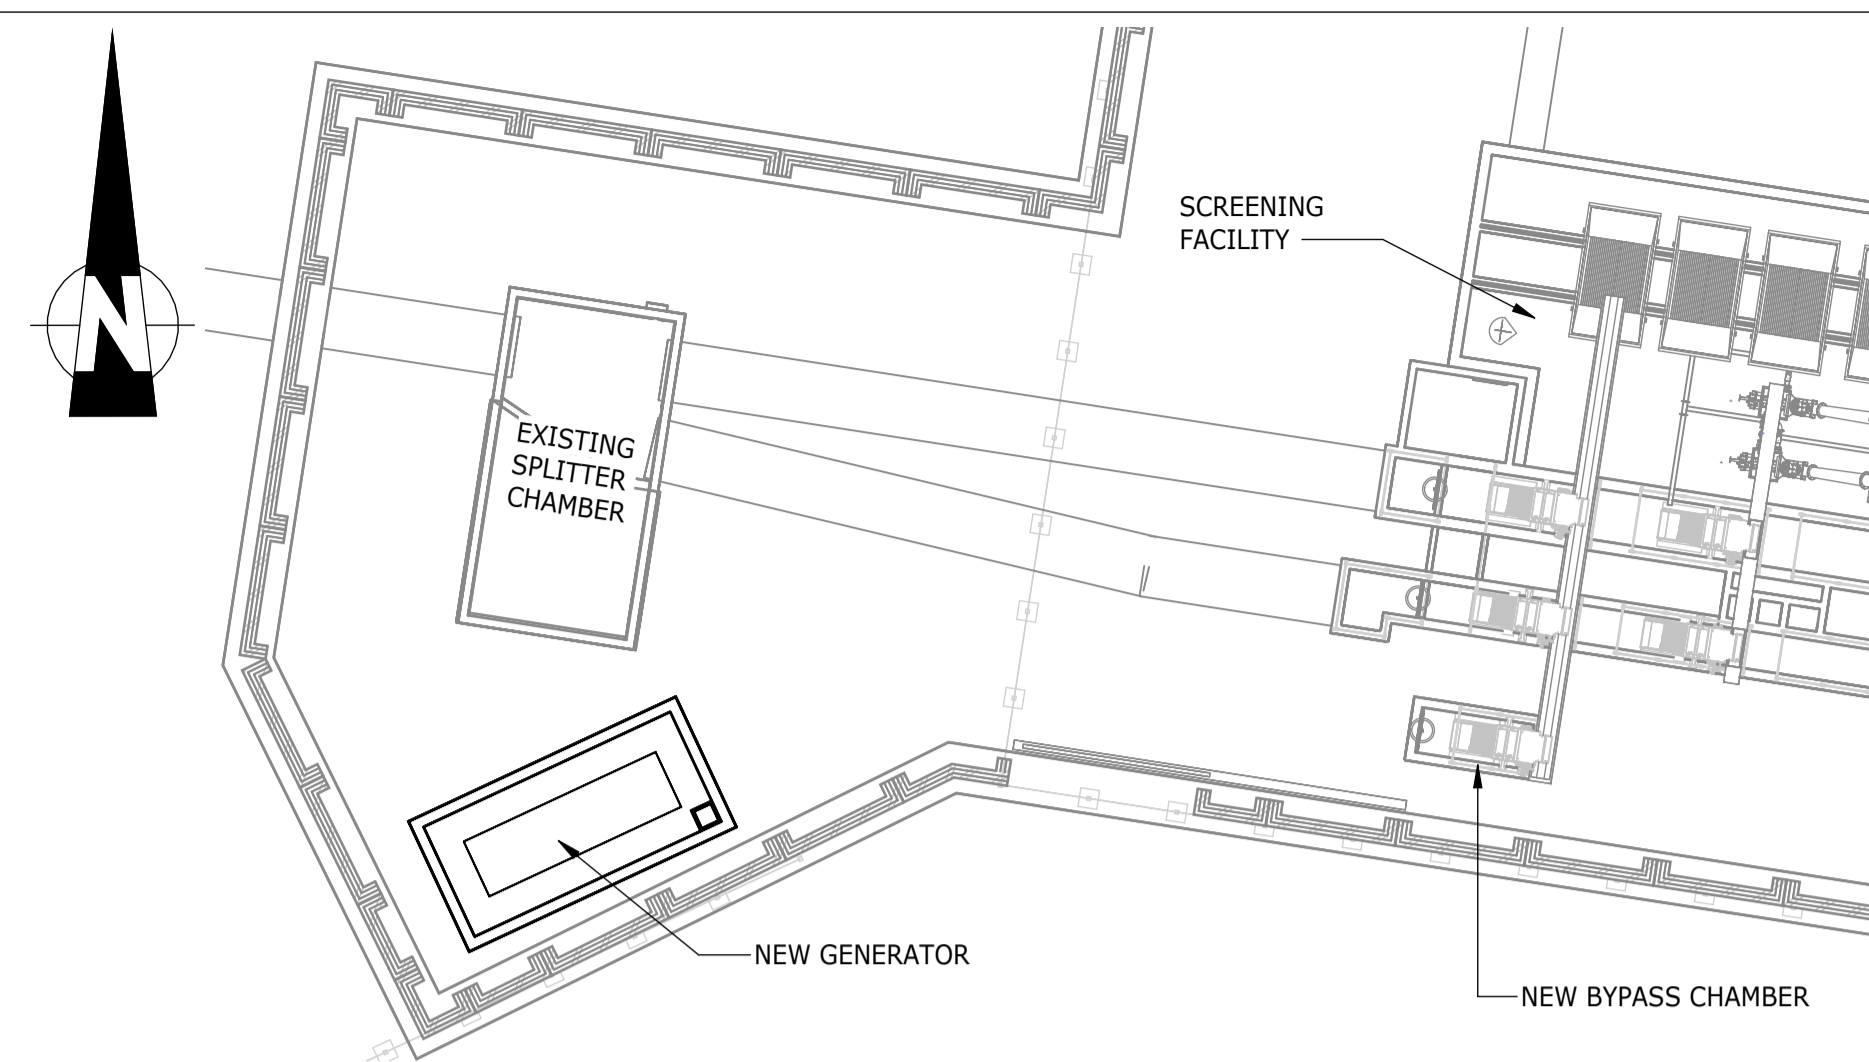 N
SCREENING
FACILITY
EXISTING
SPLITTER
CHAMBER
NEW GENERATOR
NEW BYPASS CHAMBER